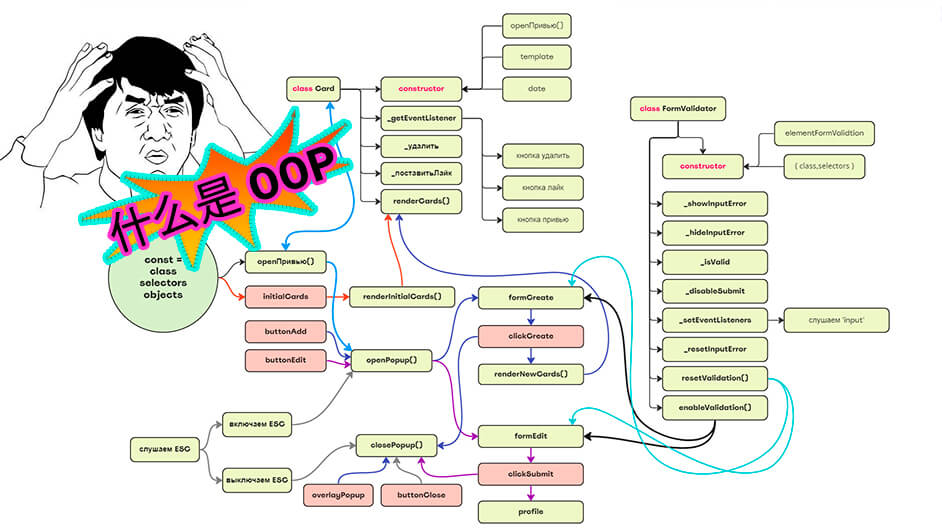 什么是 OOP
const =
class
selectors
objects
class Card
constructor
openПривью()
template
date
_getEventListener
_удалить
_поставитьЛайк
renderCards()
кнопка удалить
кнопка лайк
кнопка привью
class FormValidator
constructor
elementFormValidtion
{ class,selectors }
_showInputError
_hideInputError
_isValid
_disableSubmit
_setEventListeners
слушаем 'input'
_resetInputError
resetValidation()
enableValidation()
openПривью()
initialCards
renderInitialCards()
buttonAdd
buttonEdit
openPopup()
formCreate
clickCreate
renderNewCards()
слушаем ESC
включаем ESC
выключаем ESC
closePopup()
overlayPopup
buttonClose
formEdit
clickSubmit
profile